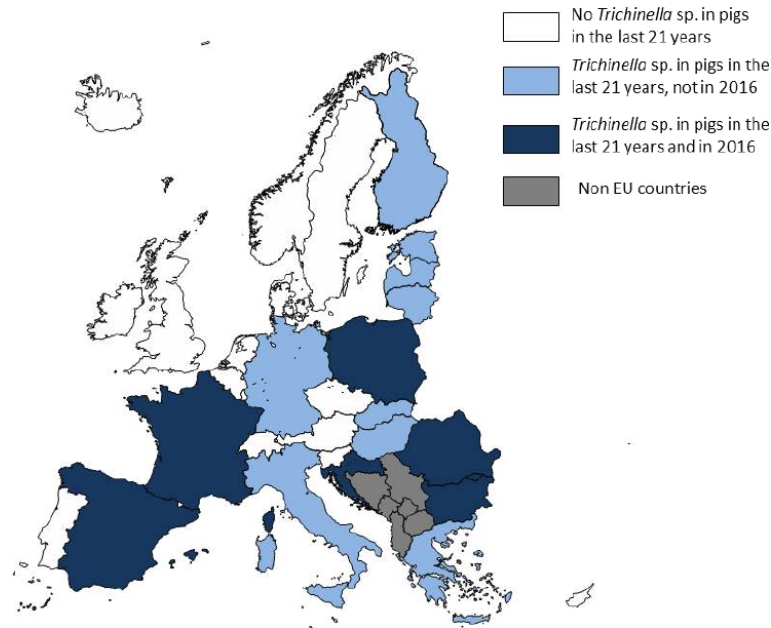 No Trichinella sp. in pigs
in the last 21 years
Trichinella sp. in pigs in the
last 21 years, not in 2016
Trichinella sp. in pigs in the
last 21 years and in 2016
Non EU countries